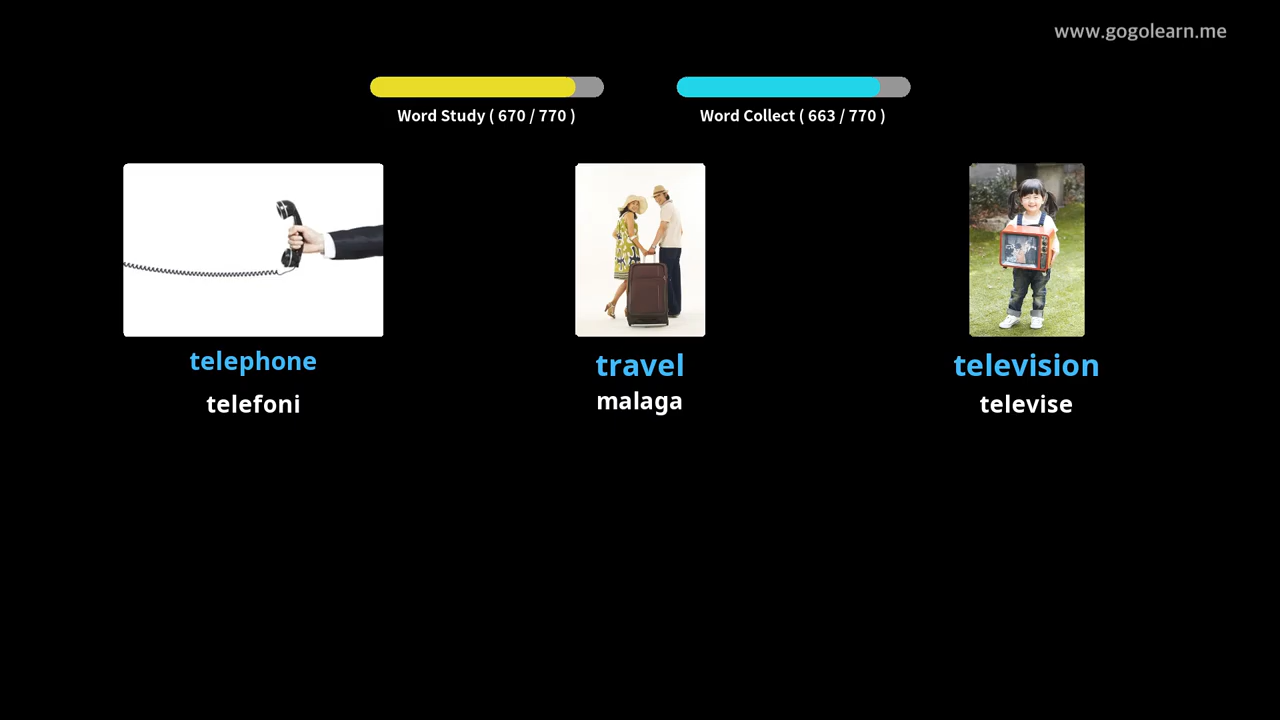 www.gogolearn.me
Word Study ( 670 / 770 )
Word Collect ( 663 / 770 )
telephone
telefoni
travel
malaga
television
televise